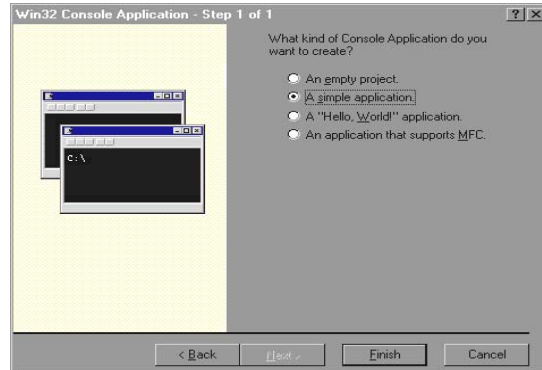 Win32 Console Application - Step 1 of 1
What kind of Console Application do you
want to create?
An empty project.
A simple application.
A "Hello, World!" application.
An application that supports MFC.
C:\
< Back
Next >
Finish
Cancel